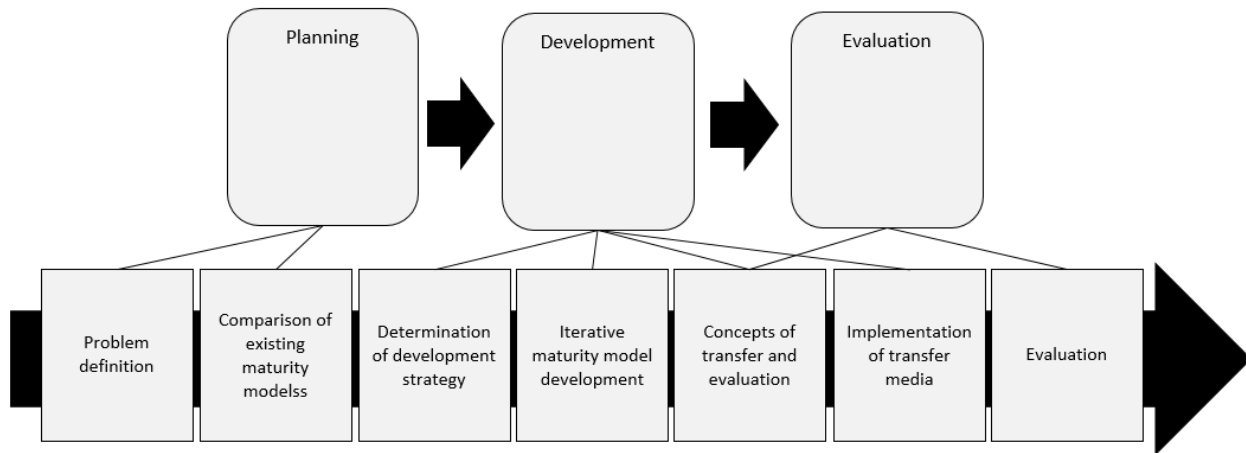 Planning
Development
Evaluation
Problem
definition
Comparison of
existing
maturity
modelss
Determination
of development
strategy
Iterative
maturity model
development
Concepts of
transfer and
evaluation
Implementation
of transfer
media
Evaluation